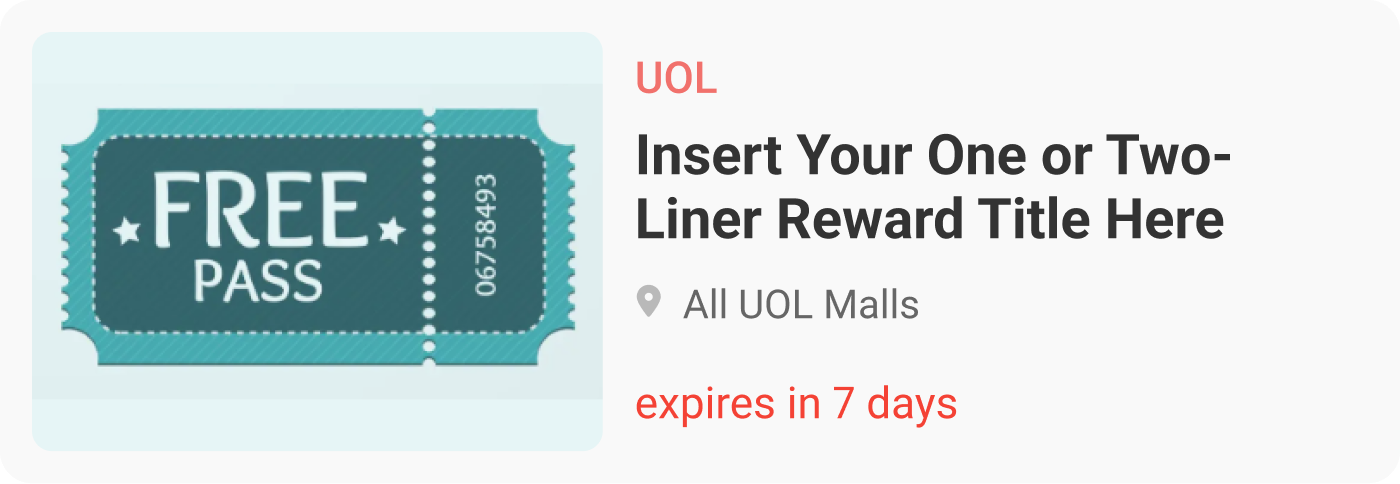 FREE
PASS
06758493
UOL
Insert Your One or Two-
Liner Reward Title Here
All UOL Malls
expires in 7 days